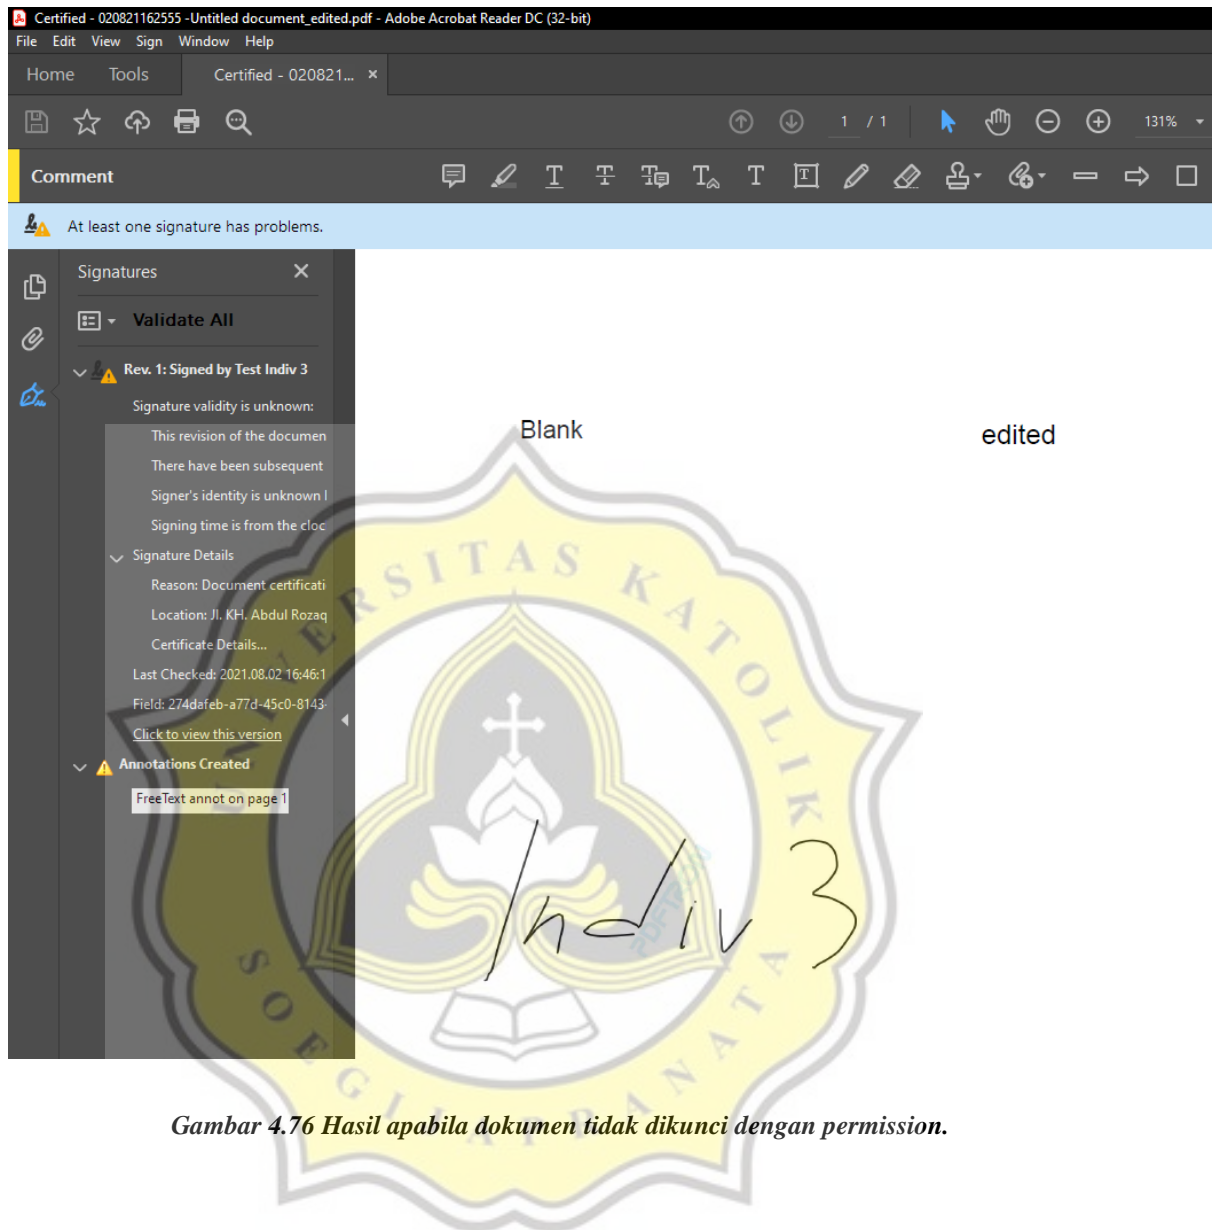 Certified - 020821162555 -Untitled document_edited.pdf - Adobe Acrobat Reader DC (32-bit)
File Edit View Sign Window Help
Home Tools Certified - 020821... ×
1 / 1 131%
Comment
At least one signature has problems.
Signatures
Validate All
Rev. 1: Signed by Test Indiv 3
Signature validity is unknown:
This revision of the documen
There have been subsequent
Signer's identity is unknown
Signing time is from the cloc
Signature Details
Reason: Document certificati
Location: Jl. KH. Abdul Rozaq
Certificate Details...
Last Checked: 2021.08.02 16:46:1
Field: 274dafeb-a77d-45c0-8143-
Click to view this version
Annotations Created
FreeText annot on page 1
Blank edited
UNIVERSITAS KATOLIK
SOEGIJAPRANATA
PDFTRON
Indiv 3
Gambar 4.76 Hasil apabila dokumen tidak dikunci dengan permission.